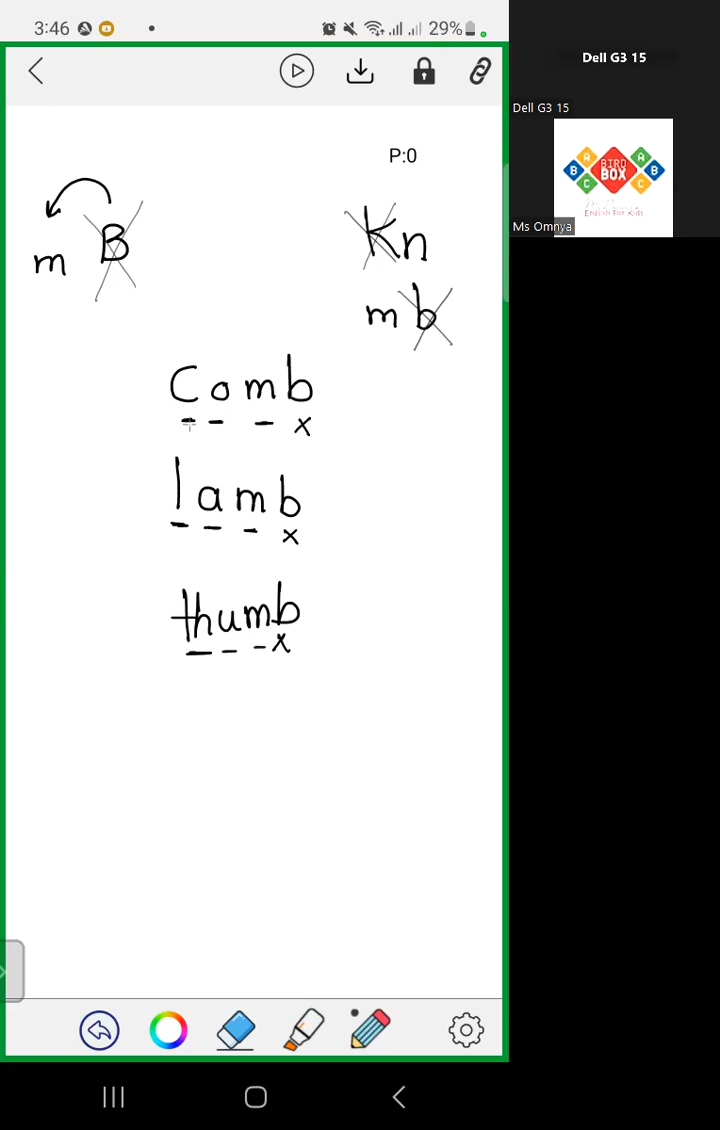 3:46
29%
Dell G3 15
Dell G3 15
P:0
A A
B BIRD BOX B
C C
English For Kids
Ms Omnya
m B
Kn
mb
Comb
x
lamb
x
thumb
x